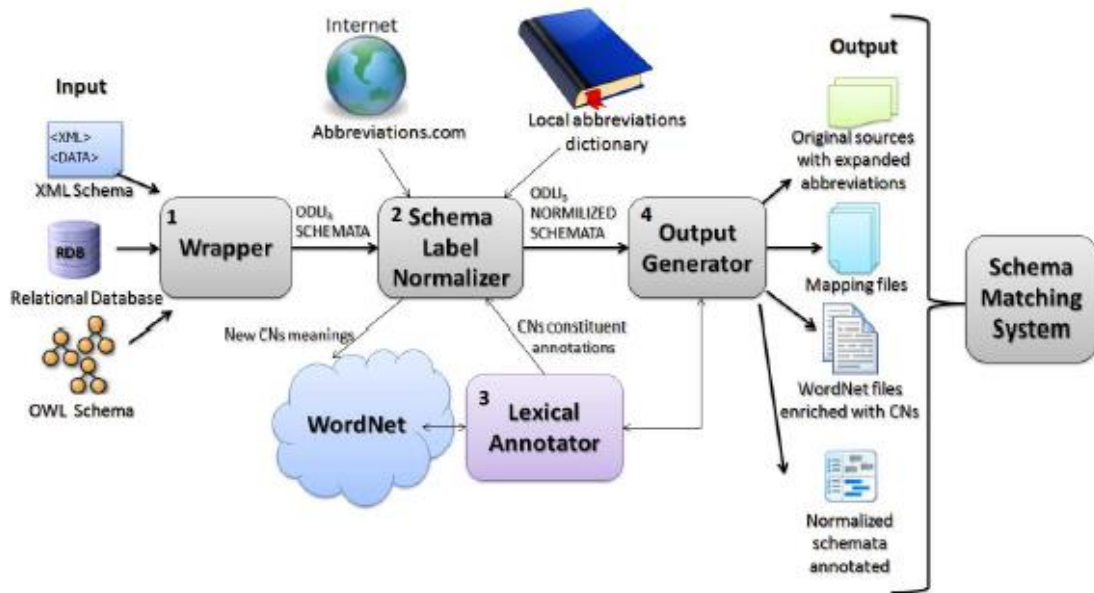 Input
<XML>
<DATA>
XML Schema
RDB
Relational Database
OWL Schema
1
Wrapper
SCHEMATA
Internet
Abbreviations.com
Local abbreviations
dictionary
2
Schema
Label
Normalizer
NORMILIZED
SCHEMATA
New CNs meanings
CNs constituent
annotations
WordNet
3
Lexical
Annotator
4
Output
Generator
Output
Original sources
with expanded
abbreviations
Mapping files
WordNet files
enriched with CNs
Normalized
schemata
annotated
Schema
Matching
System